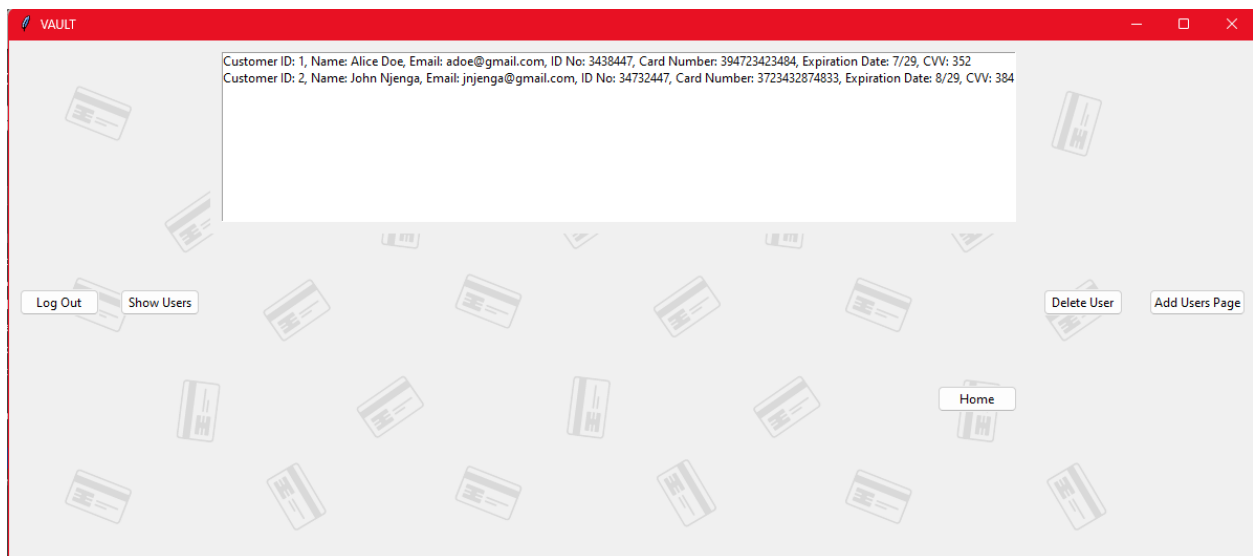 VAULT
Customer ID: 1, Name: Alice Doe, Email: adoe@gmail.com, ID No: 3438447, Card Number: 394723423484, Expiration Date: 7/29, CVV: 352
Customer ID: 2, Name: John Njenga, Email: jnjenga@gmail.com, ID No: 34732447, Card Number: 3723432874833, Expiration Date: 8/29, CVV: 384
Log Out
Show Users
Delete User
Add Users Page
Home